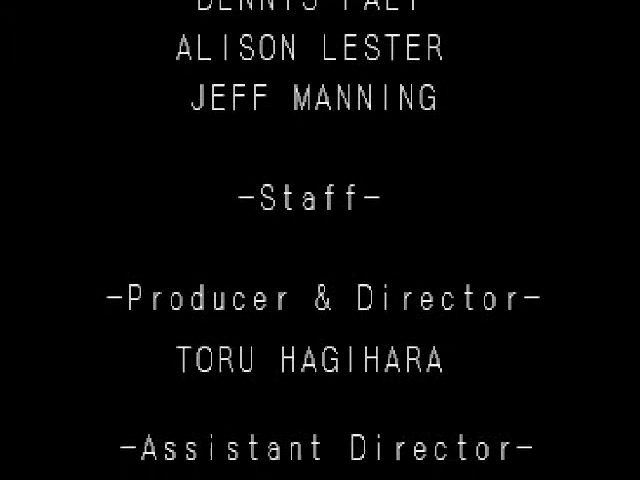 ALISON LESTER
JEFF MANNING
-Staff-
-Producer & Director-
TORU HAGIHARA
-Assistant Director-